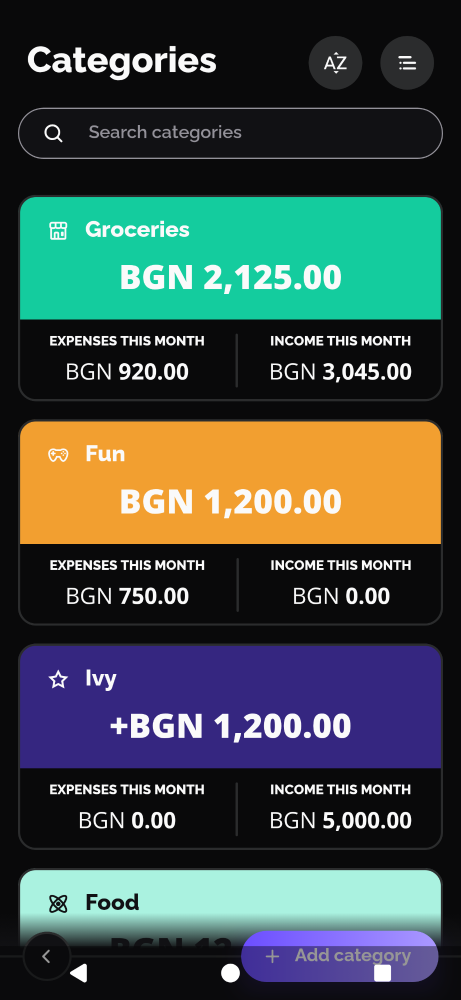 Categories
AZ
Search categories
Groceries
BGN 2,125.00
EXPENSES THIS MONTH
INCOME THIS MONTH
BGN 920.00
BGN 3,045.00
Fun
BGN 1,200.00
EXPENSES THIS MONTH
INCOME THIS MONTH
BGN 750.00
BGN 0.00
Ivy
+BGN 1,200.00
EXPENSES THIS MONTH
INCOME THIS MONTH
BGN 0.00
BGN 5,000.00
Food
BGN 12
+ Add category